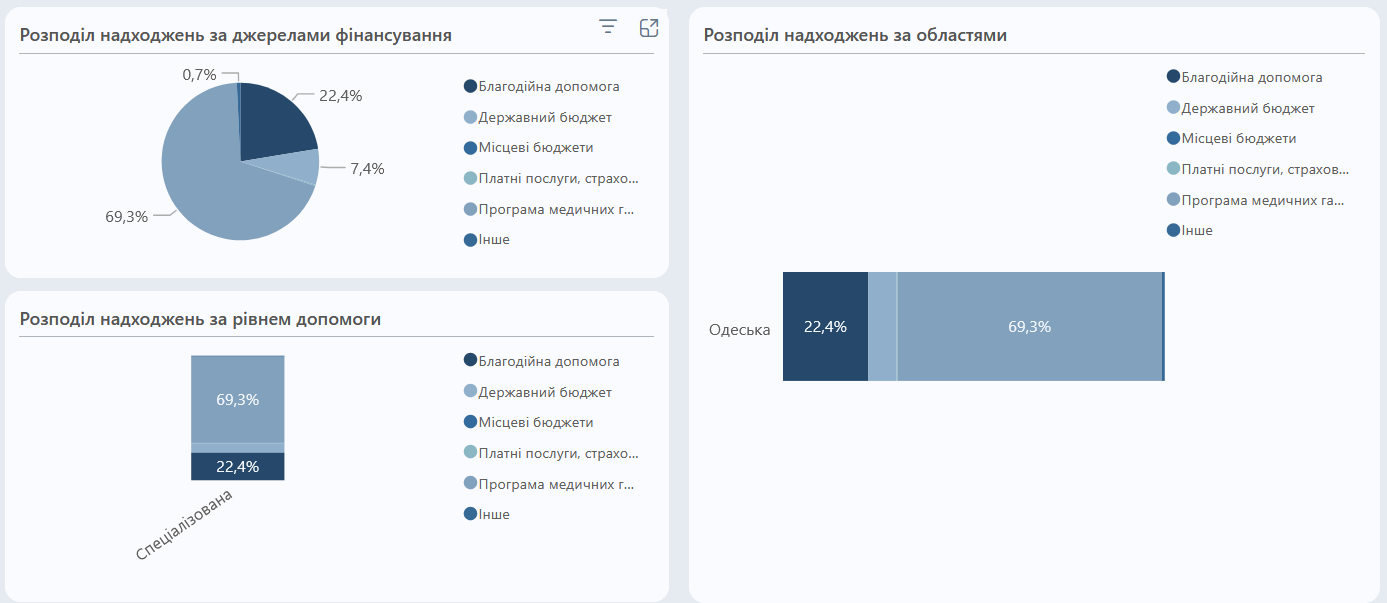 Розподіл надходжень за джерелами фінансування
0,7%
22,4%
7,4%
69,3%
Благодійна допомога
Державний бюджет
Місцеві бюджети
Платні послуги, страхо...
Програма медичних г...
Інше
Розподіл надходжень за рівнем допомоги
69,3%
22,4%
Спеціалізована
Благодійна допомога
Державний бюджет
Місцеві бюджети
Платні послуги, страхо...
Програма медичних г...
Інше
Розподіл надходжень за областями
Благодійна допомога
Державний бюджет
Місцеві бюджети
Платні послуги, страхов...
Програма медичних га...
Інше
Одеська
22,4%
69,3%